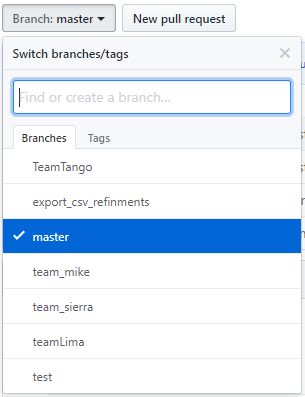 Branch: master
New pull request
Switch branches/tags
Find or create a branch...
Branches Tags
TeamTango
export_csv_refinments
master
team_mike
team_sierra
teamLima
test